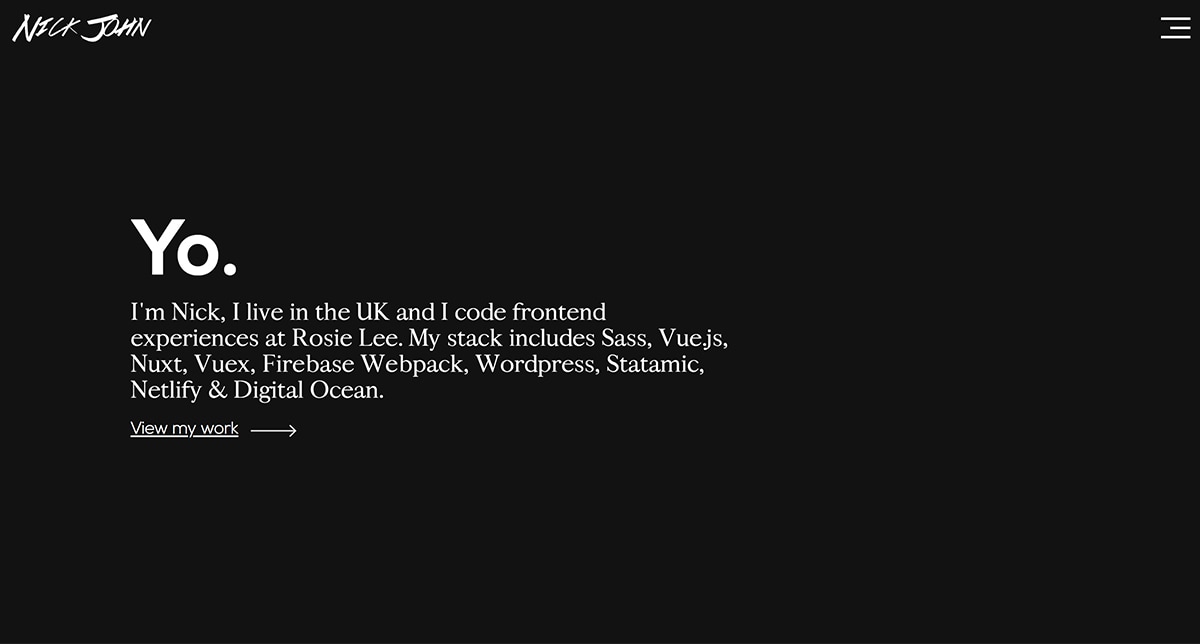 NICK JOHN
Yo.
I'm Nick, I live in the UK and I code frontend
experiences at Rosie Lee. My stack includes Sass, Vue.js,
Nuxt, Vuex, Firebase Webpack, Wordpress, Statamic,
Netlify & Digital Ocean.
View my work